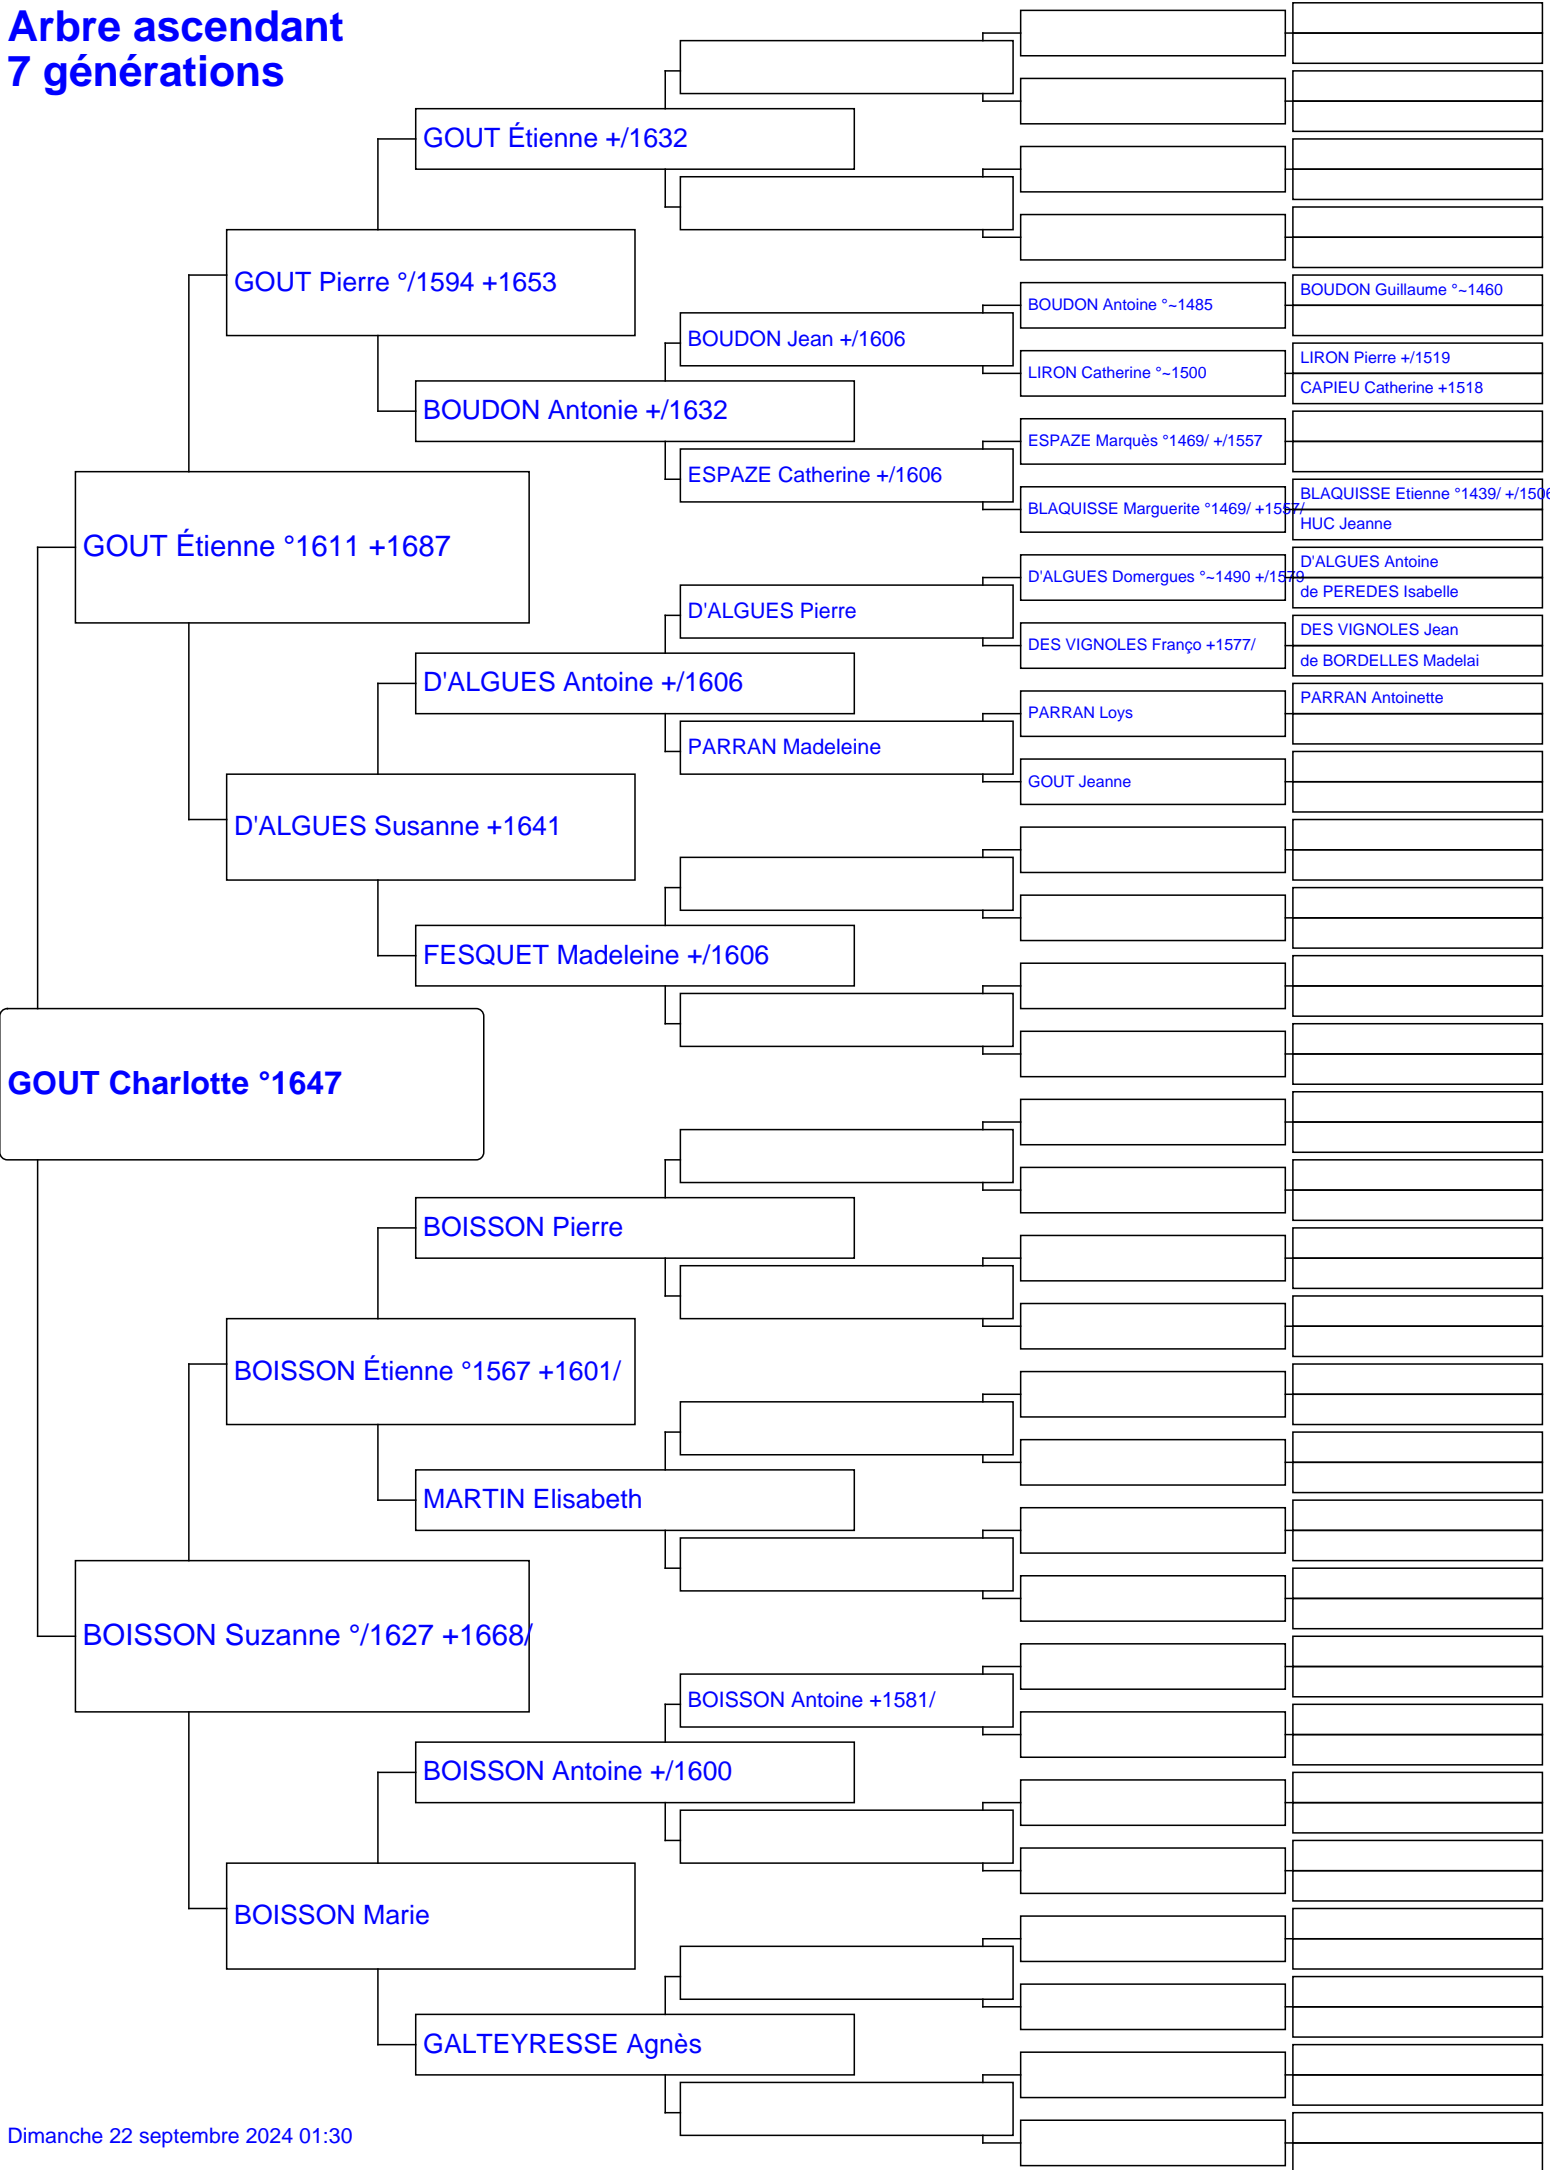 Arbre ascendant
7 générations
GOUT Étienne +/1632
GOUT Pierre °/1594 +1653
BOUDON Guillaume °~1460
BOUDON Antoine °~1485
BOUDON Jean +/1606
LIRON Pierre +/1519
LIRON Catherine °~1500
CAPIEU Catherine +1518
BOUDON Antonie +/1632
ESPAZE Marquès °1469/ +/1557
ESPAZE Catherine +/1606
BLAQUISSE Etienne °1439/ +/1506
BLAQUISSE Marguerite °1469/ +1557/
HUC Jeanne
GOUT Étienne °1611 +1687
D'ALGUES Antoine
D'ALGUES Domergues °~1490 +/1579
de PEREDES Isabelle
D'ALGUES Pierre
DES VIGNOLES Jean
DES VIGNOLES Franço +1577/
de BORDELLES Madelai
D'ALGUES Antoine +/1606
PARRAN Antoinette
PARRAN Loys
PARRAN Madeleine
GOUT Jeanne
D'ALGUES Susanne +1641
FESQUET Madeleine +/1606
GOUT Charlotte °1647
BOISSON Pierre
BOISSON Étienne °1567 +1601/
MARTIN Elisabeth
BOISSON Suzanne °/1627 +1668/
BOISSON Antoine +1581/
BOISSON Antoine +/1600
BOISSON Marie
GALTEYRESSE Agnès
Dimanche 22 septembre 2024 01:30